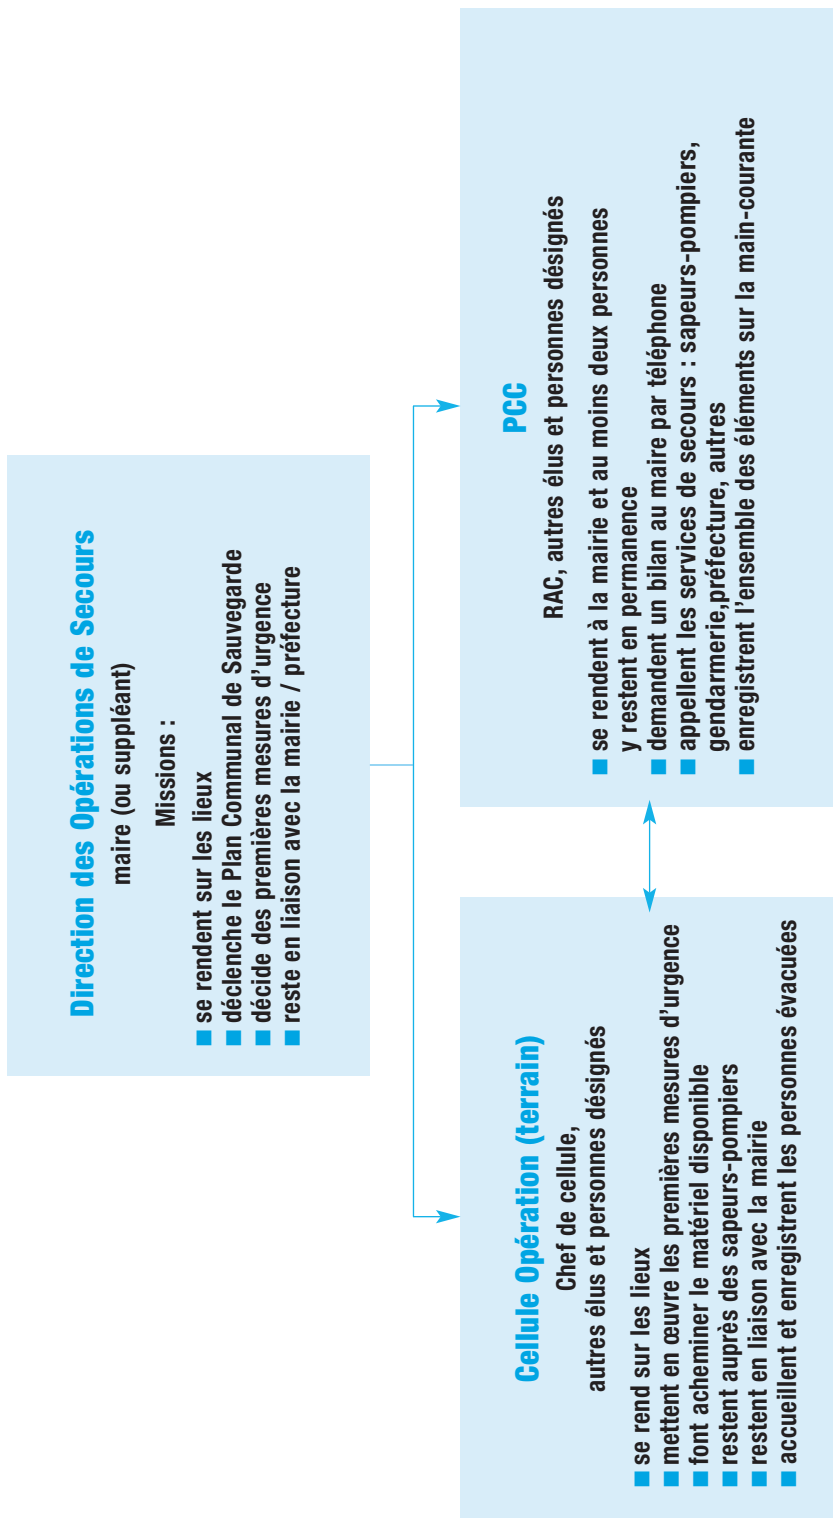 Direction des Opérations de Secours
maire (ou suppléant)
Missions :
■ se rendent sur les lieux
■ déclenche le Plan Communal de Sauvegarde
■ décide des premières mesures d'urgence
■ reste en liaison avec la mairie / préfecture
Cellule Opération (terrain)
Chef de cellule,
autres élus et personnes désignés
■ se rend sur les lieux
■ mettent en œuvre les premières mesures d'urgence
■ font acheminer le matériel disponible
■ restent auprès des sapeurs-pompiers
■ restent en liaison avec la mairie
■ accueillent et enregistrent les personnes évacuées
PCC
RAC, autres élus et personnes désignés
■ se rendent à la mairie et au moins deux personnes
y restent en permanence
■ demandent un bilan au maire par téléphone
■ appellent les services de secours : sapeurs-pompiers,
gendarmerie,préfecture, autres
■ enregistrent l'ensemble des éléments sur la main-courante